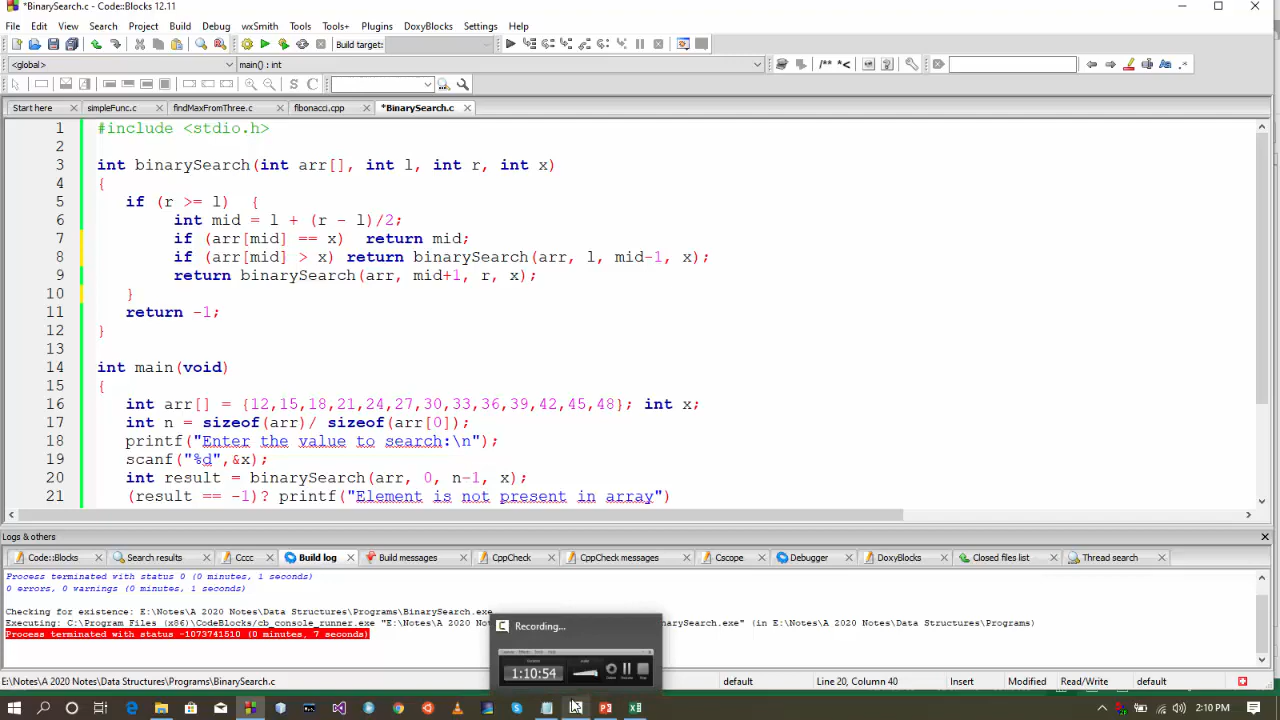 *BinarySearch.c - Code::Blocks 12.11
File Edit View Search Project Build Debug wxSmith Tools Tools+ Plugins DoxyBlocks Settings Help
Build target:
<global> main() : int
/** *<
S C
Start here simpleFunc.c findMaxFromThree.c fibonacci.cpp *BinarySearch.c
1 #include <stdio.h>
2
3 int binarySearch(int arr[], int l, int r, int x)
4 {
5 if (r >= l) {
6 int mid = l + (r - l)/2;
7 if (arr[mid] == x) return mid;
8 if (arr[mid] > x) return binarySearch(arr, l, mid-1, x);
9 return binarySearch(arr, mid+1, r, x);
10 }
11 return -1;
12 }
13
14 int main(void)
15 {
16 int arr[] = {12,15,18,21,24,27,30,33,36,39,42,45,48}; int x;
17 int n = sizeof(arr)/ sizeof(arr[0]);
18 printf("Enter the value to search:\n");
19 scanf("%d",&x);
20 int result = binarySearch(arr, 0, n-1, x);
21 (result == -1)? printf("Element is not present in array")
Logs & others
Code::Blocks Search results Cccc Build log Build messages CppCheck CppCheck messages Cscope Debugger DoxyBlocks Closed files list Thread search
Process terminated with status 0 (0 minutes, 1 seconds)
0 errors, 0 warnings (0 minutes, 1 seconds)
Checking for existence: E:\Notes\A 2020 Notes\Data Structures\Programs\BinarySearch.exe
Executing: C:\Program Files (x86)\CodeBlocks/cb_console_runner.exe "E:\Notes\A 2020 No narySearch.exe" (in E:\Notes\A 2020 Notes\Data Structures\Programs)
Process terminated with status -1073741510 (0 minutes, 7 seconds)
Recording...
1:10:54
E:\Notes\A 2020 Notes\Data Structures\Programs\BinarySearch.c default Line 20, Column 40 Insert Modified Read/Write default
2:10 PM